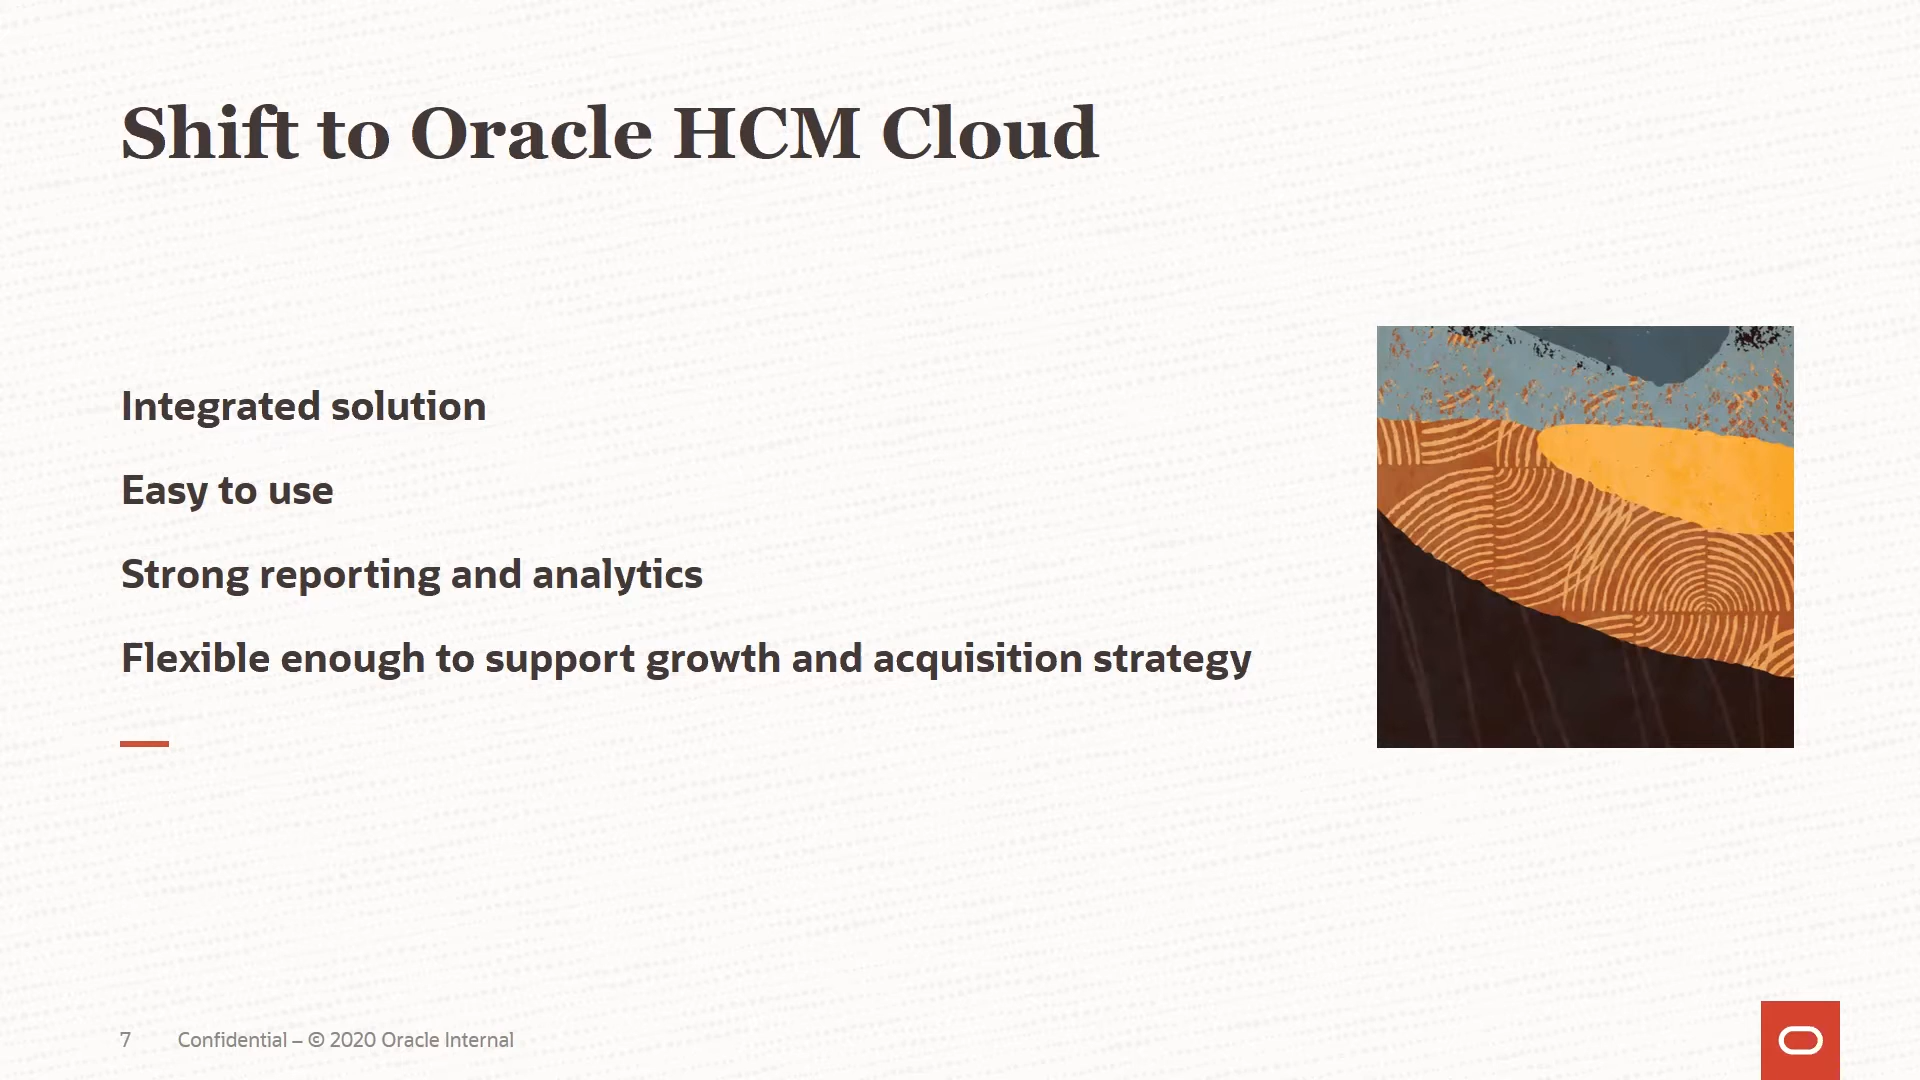 Shift to Oracle HCM Cloud
Integrated solution
Easy to use
Strong reporting and analytics
Flexible enough to support growth and acquisition strategy
7 Confidential – © 2020 Oracle Internal